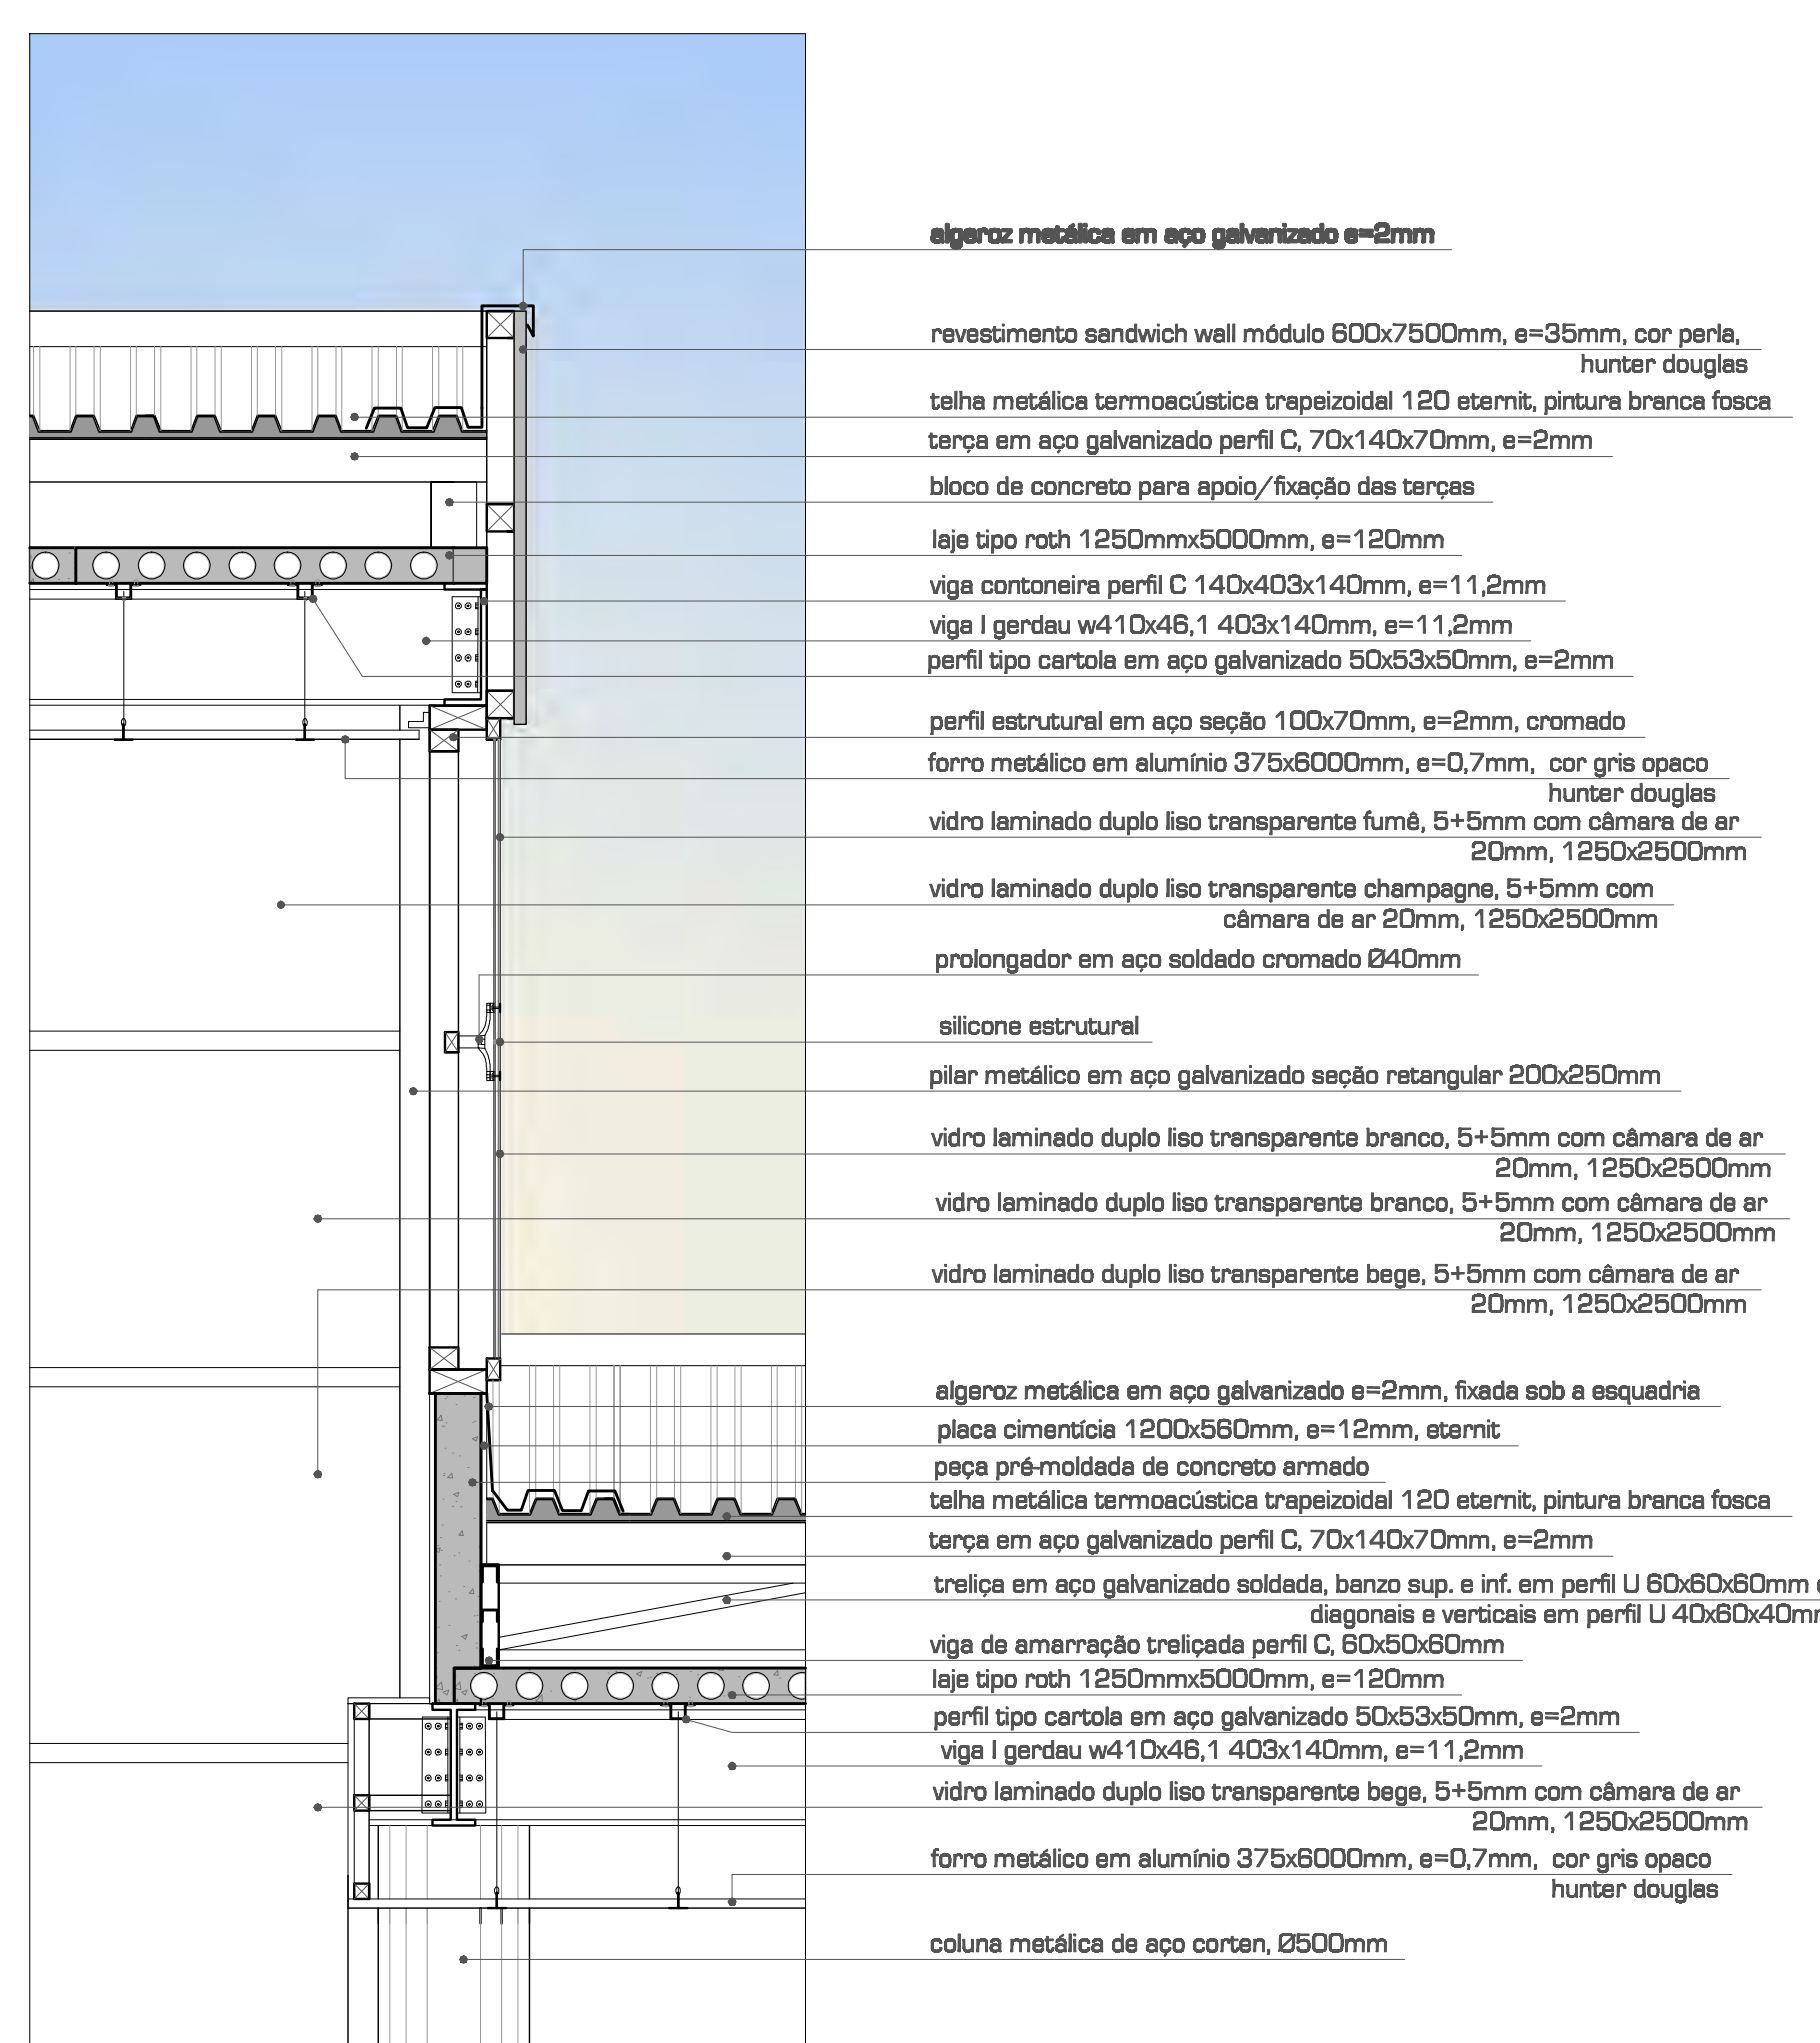 algeroz metálica em aço galvanizado e=2mm
revestimento sandwich wall módulo 600x7500mm, e=35mm, cor perla,
hunter douglas
telha metálica termoacústica trapeizoidal 120 eternit, pintura branca fosca
terça em aço galvanizado perfil C, 70x140x70mm, e=2mm
bloco de concreto para apoio/fixação das terças
laje tipo roth 1250mmx5000mm, e=120mm
viga contoneira perfil C 140x403x140mm, e=11,2mm
viga I gerdau w410x46,1 403x140mm, e=11,2mm
perfil tipo cartola em aço galvanizado 50x53x50mm, e=2mm
perfil estrutural em aço seção 100x70mm, e=2mm, cromado
forro metálico em alumínio 375x6000mm, e=0,7mm, cor gris opaco
hunter douglas
vidro laminado duplo liso transparente fumê, 5+5mm com câmara de ar
20mm, 1250x2500mm
vidro laminado duplo liso transparente champagne, 5+5mm com
câmara de ar 20mm, 1250x2500mm
prolongador em aço soldado cromado Ø40mm
silicone estrutural
pilar metálico em aço galvanizado seção retangular 200x250mm
vidro laminado duplo liso transparente branco, 5+5mm com câmara de ar
20mm, 1250x2500mm
vidro laminado duplo liso transparente branco, 5+5mm com câmara de ar
20mm, 1250x2500mm
vidro laminado duplo liso transparente bege, 5+5mm com câmara de ar
20mm, 1250x2500mm
algeroz metálica em aço galvanizado e=2mm, fixada sob a esquadria
placa cimentícia 1200x560mm, e=12mm, eternit
peça pré-moldada de concreto armado
telha metálica termoacústica trapeizoidal 120 eternit, pintura branca fosca
terça em aço galvanizado perfil C, 70x140x70mm, e=2mm
treliça em aço galvanizado soldada, banzo sup. e inf. em perfil U 60x60x60mm
diagonais e verticais em perfil U 40x60x40mm
viga de amarração treliçada perfil C, 60x50x60mm
laje tipo roth 1250mmx5000mm, e=120mm
perfil tipo cartola em aço galvanizado 50x53x50mm, e=2mm
viga I gerdau w410x46,1 403x140mm, e=11,2mm
vidro laminado duplo liso transparente bege, 5+5mm com câmara de ar
20mm, 1250x2500mm
forro metálico em alumínio 375x6000mm, e=0,7mm, cor gris opaco
hunter douglas
coluna metálica de aço corten, Ø500mm